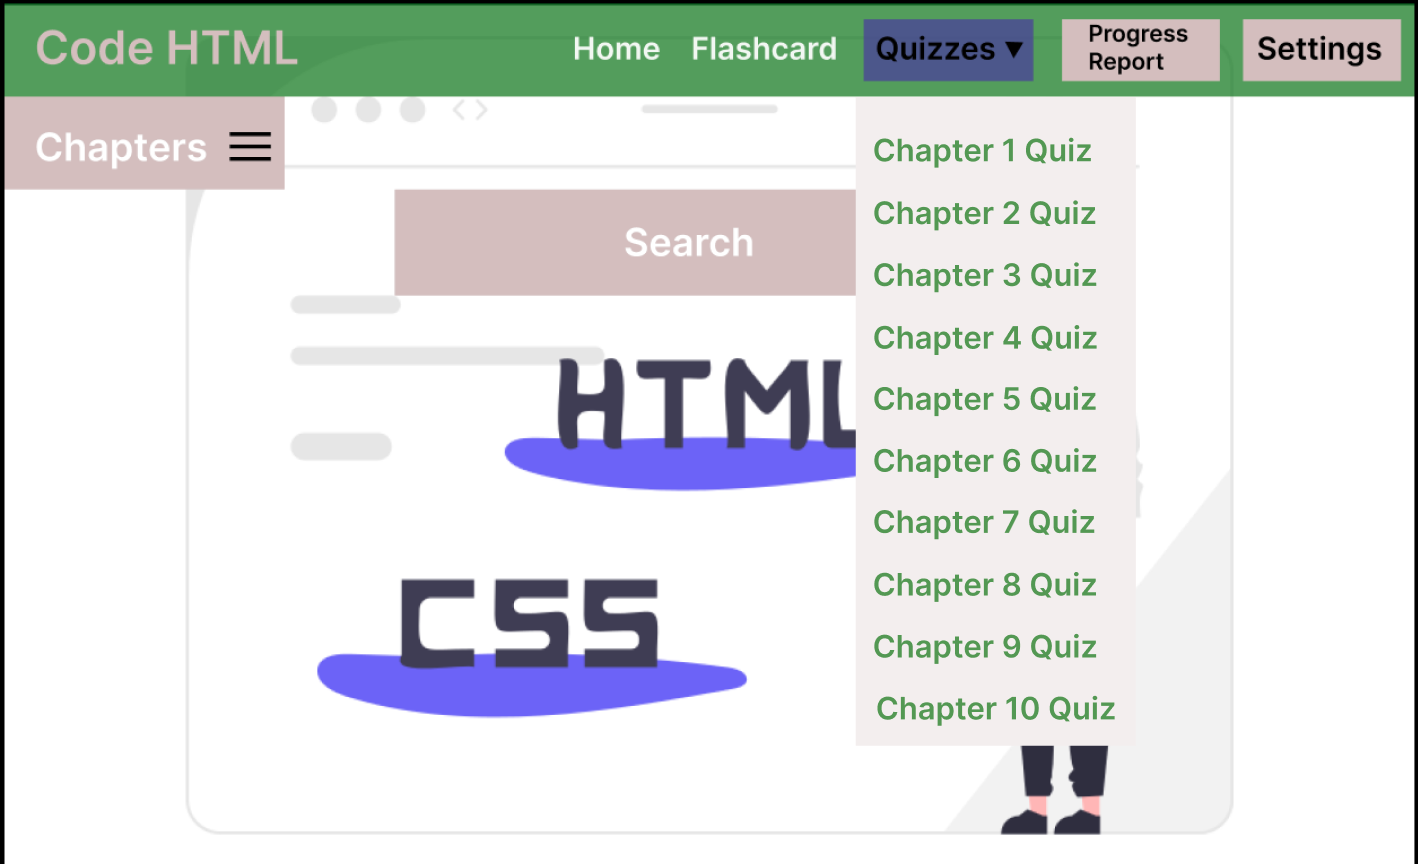 Code HTML
Home
Flashcard
Quizzes ▼
Progress
Report
Settings
Chapters
Search
HTML
CSS
Chapter 1 Quiz
Chapter 2 Quiz
Chapter 3 Quiz
Chapter 4 Quiz
Chapter 5 Quiz
Chapter 6 Quiz
Chapter 7 Quiz
Chapter 8 Quiz
Chapter 9 Quiz
Chapter 10 Quiz